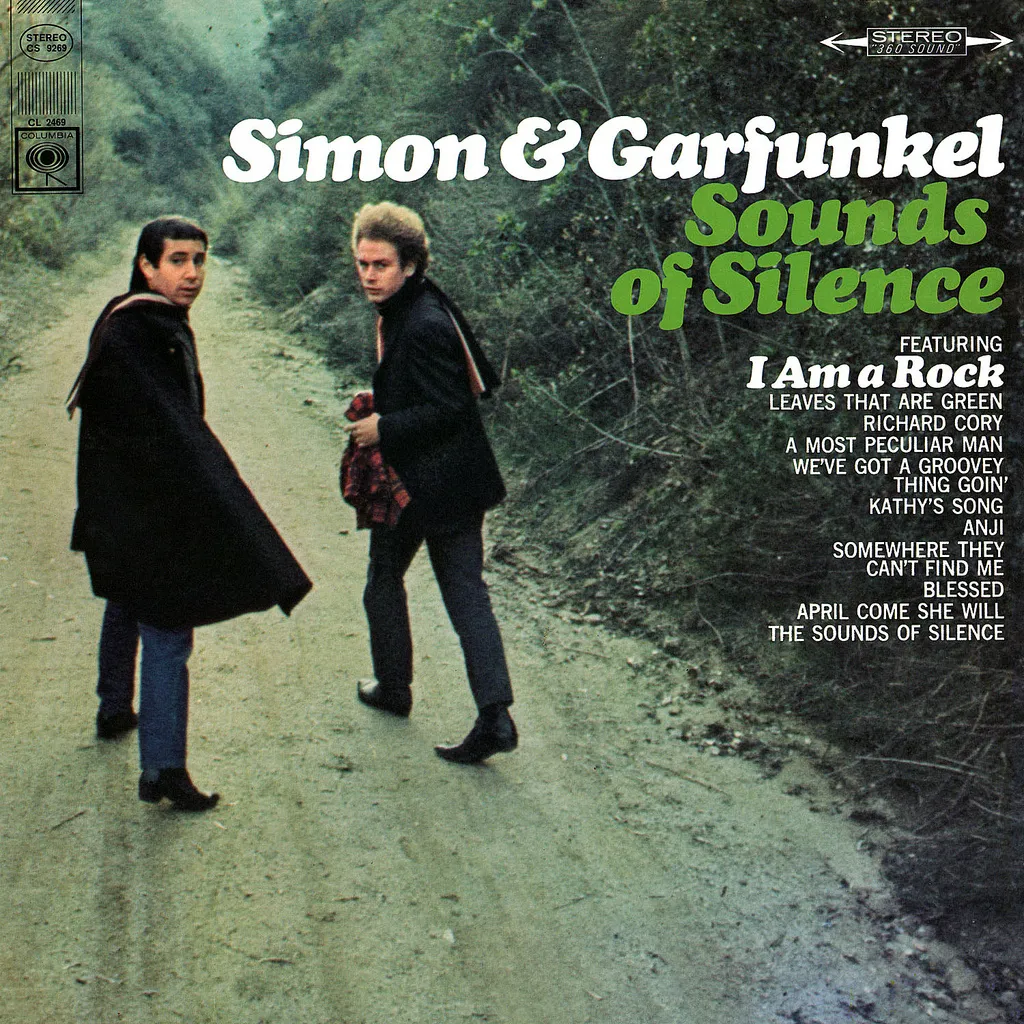 STEREO
CS 9269
CL 2469
COLUMBIA
STEREO
"360 SOUND"
Simon & Garfunkel
Sounds
of Silence
FEATURING
I Am a Rock
LEAVES THAT ARE GREEN
RICHARD CORY
A MOST PECULIAR MAN
WE'VE GOT A GROOVEY
THING GOIN'
KATHY'S SONG
ANJI
SOMEWHERE THEY
CAN'T FIND ME
BLESSED
APRIL COME SHE WILL
THE SOUNDS OF SILENCE